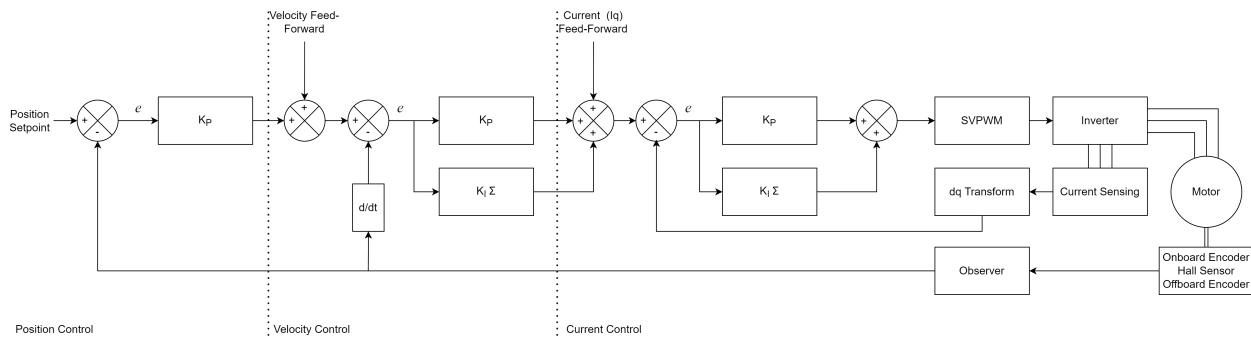 Velocity Feed-
Forward
Current (Iq)
Feed-Forward
Position
Setpoint
+
-
e
KP
+
+
+
-
e
KP
+
+
+
+
-
e
KP
+
+
SVPWM
Inverter
KI Σ
KI Σ
d/dt
dq Transform
Current Sensing
Motor
Observer
Onboard Encoder
Hall Sensor
Offboard Encoder
Position Control
Velocity Control
Current Control